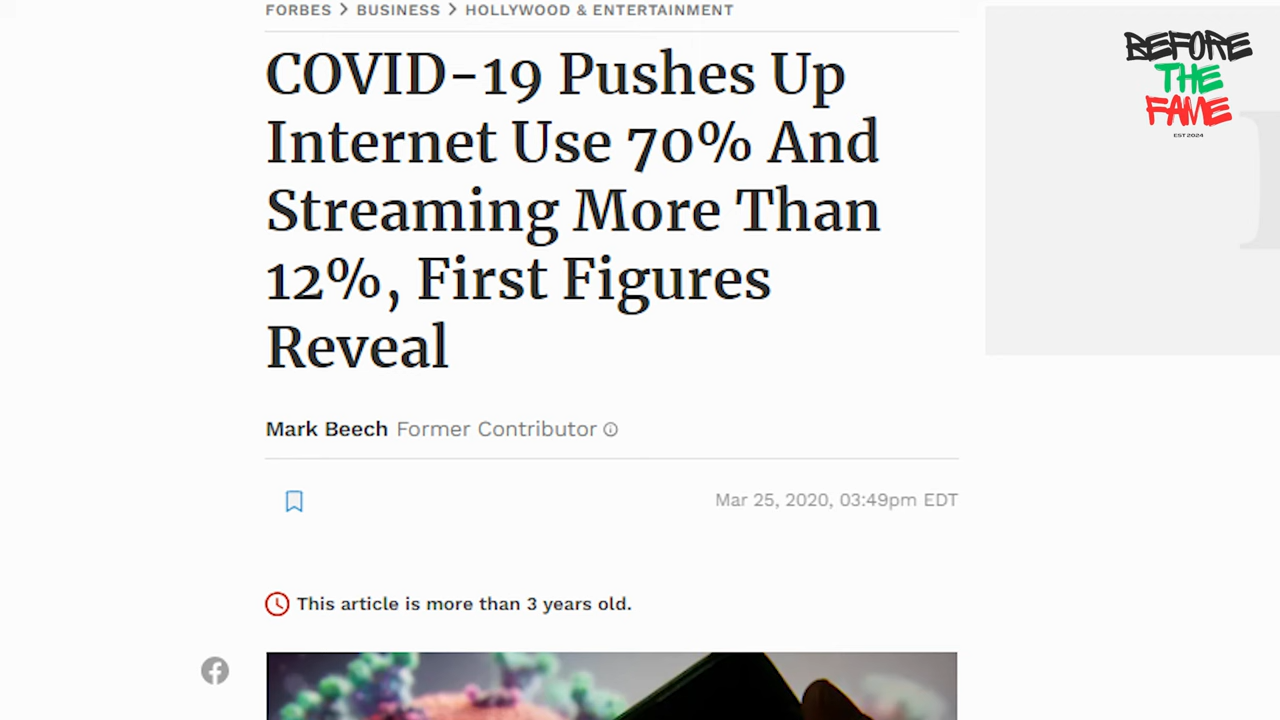 FORBES > BUSINESS > HOLLYWOOD & ENTERTAINMENT
COVID-19 Pushes Up
Internet Use 70% And
Streaming More Than
12%, First Figures
Reveal
Mark Beech Former Contributor
Mar 25, 2020, 03:49pm EDT
This article is more than 3 years old.
BEFORE
THE
FAME
EST 2024